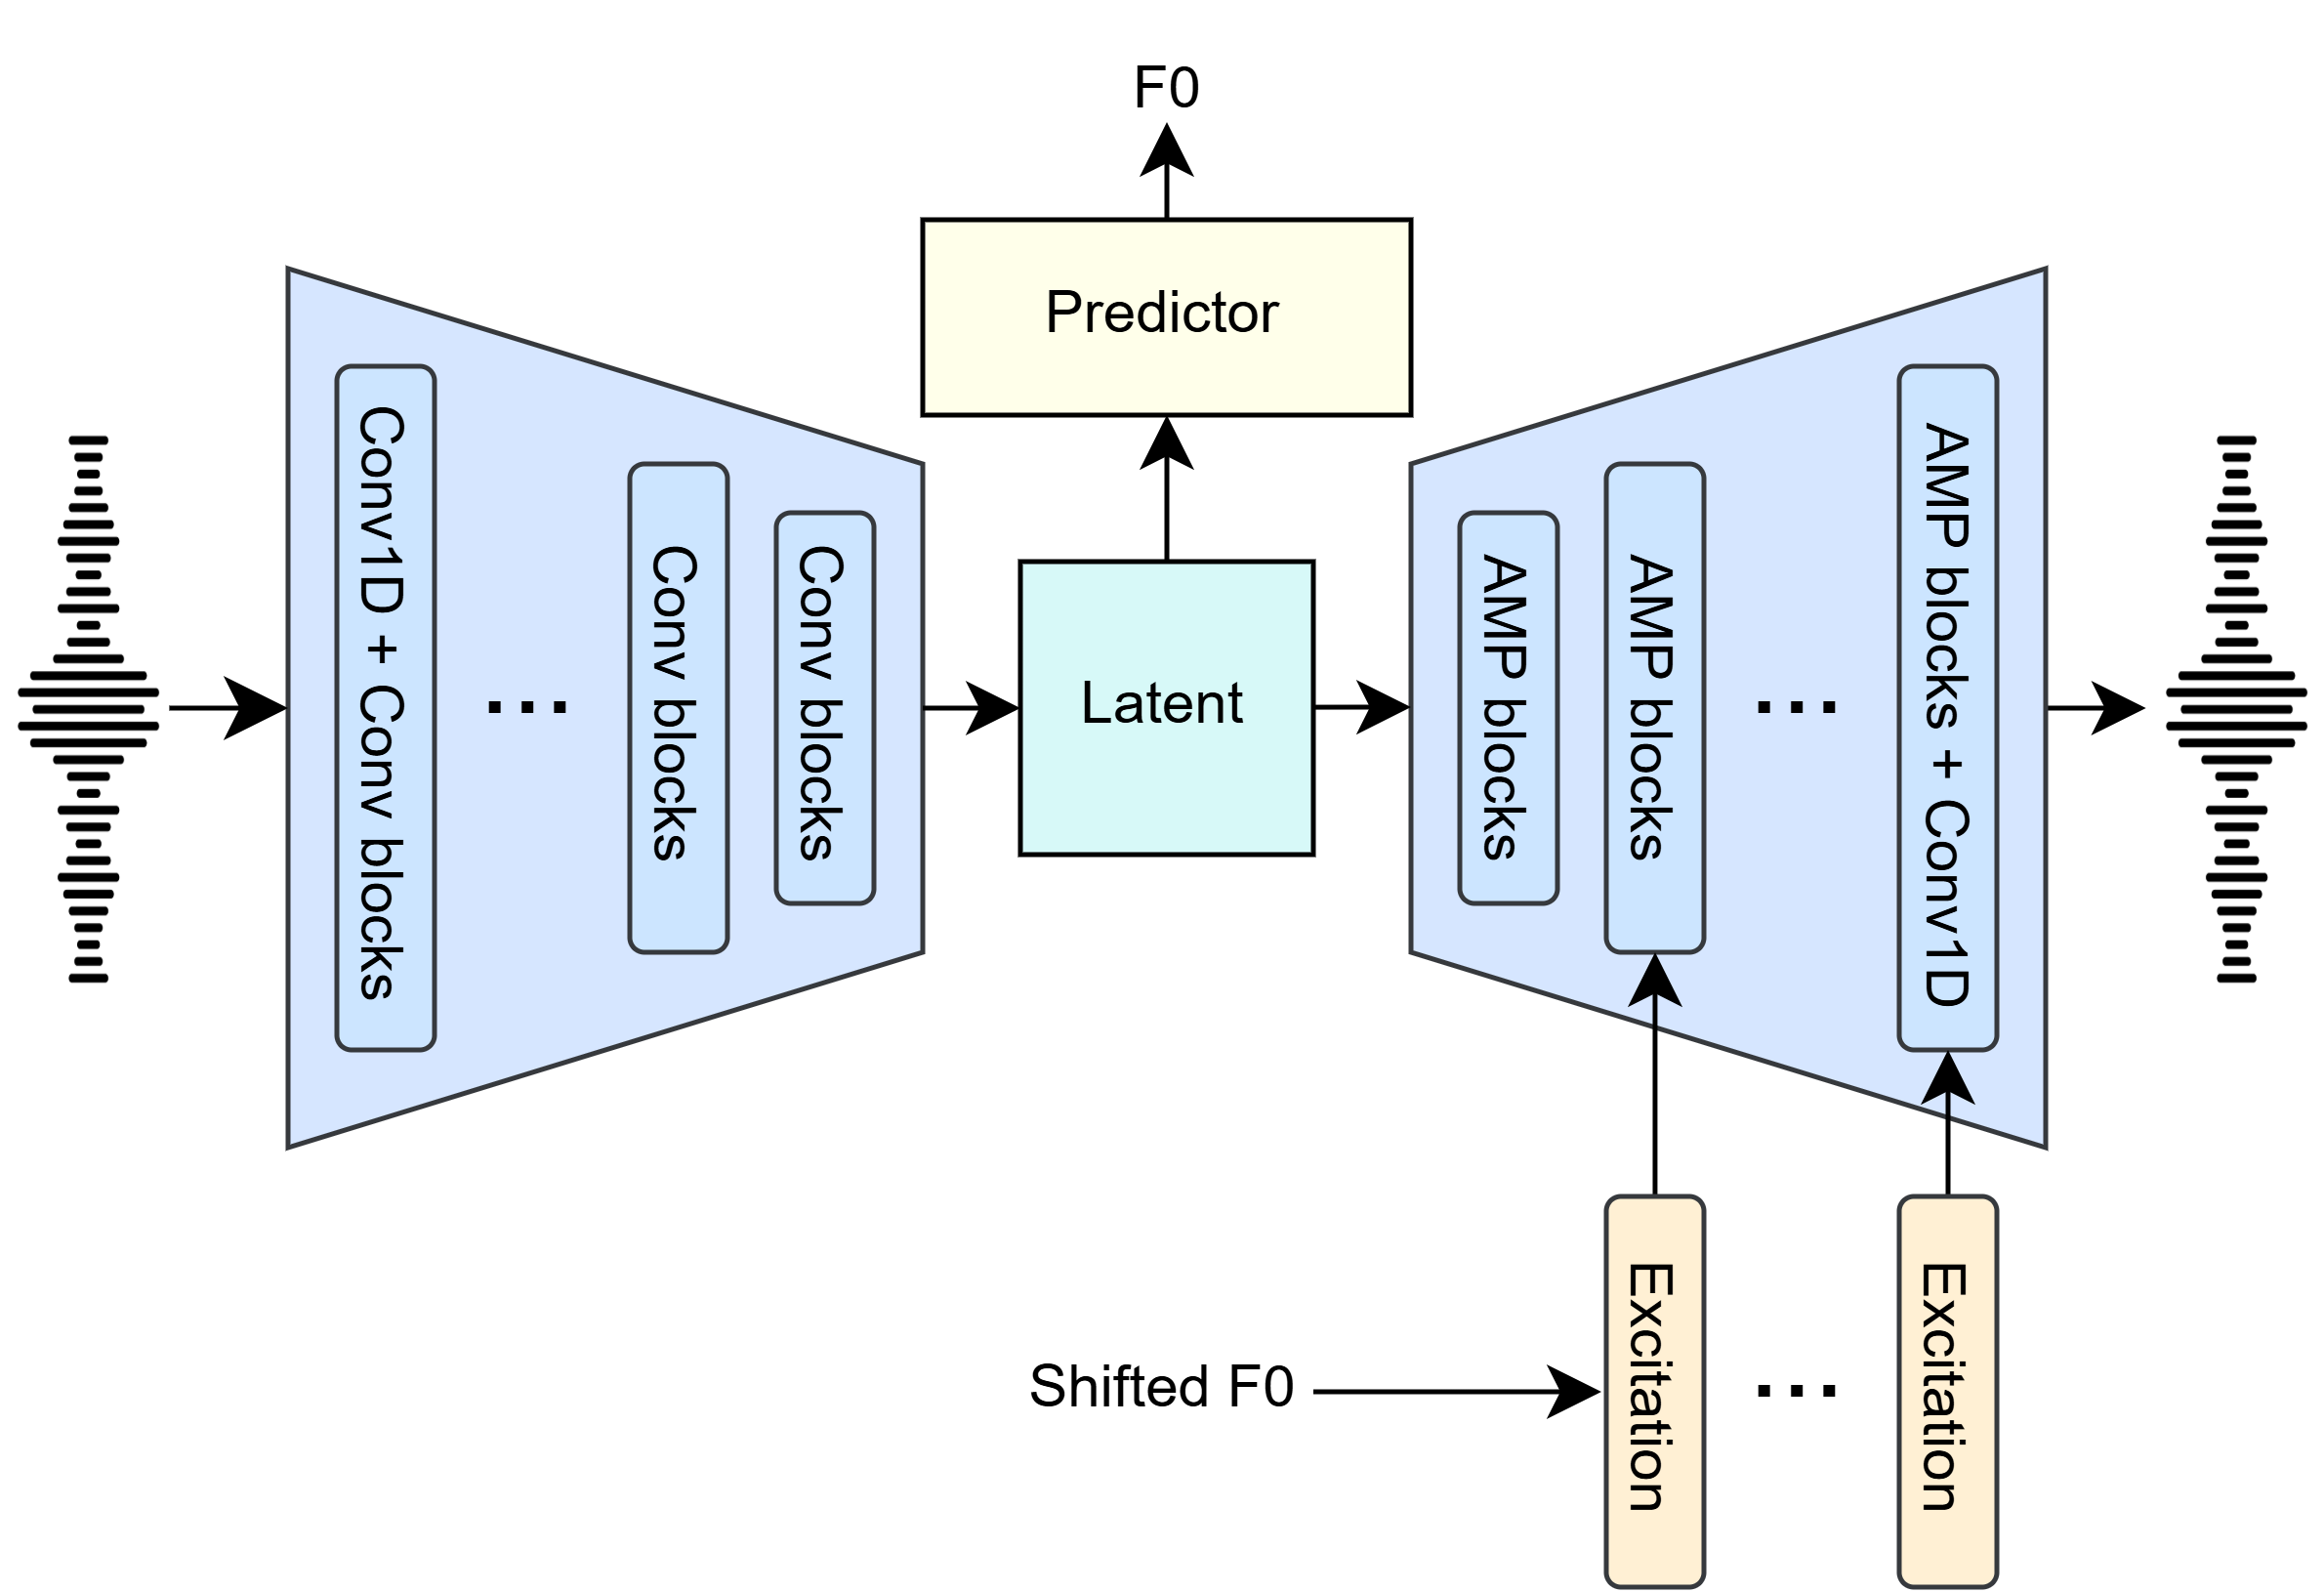 F0
Predictor
Conv1D + Conv blocks
...
Conv blocks
Conv blocks
Latent
AMP blocks
AMP blocks
...
AMP blocks + Conv1D
Shifted F0
Excitation
...
Excitation